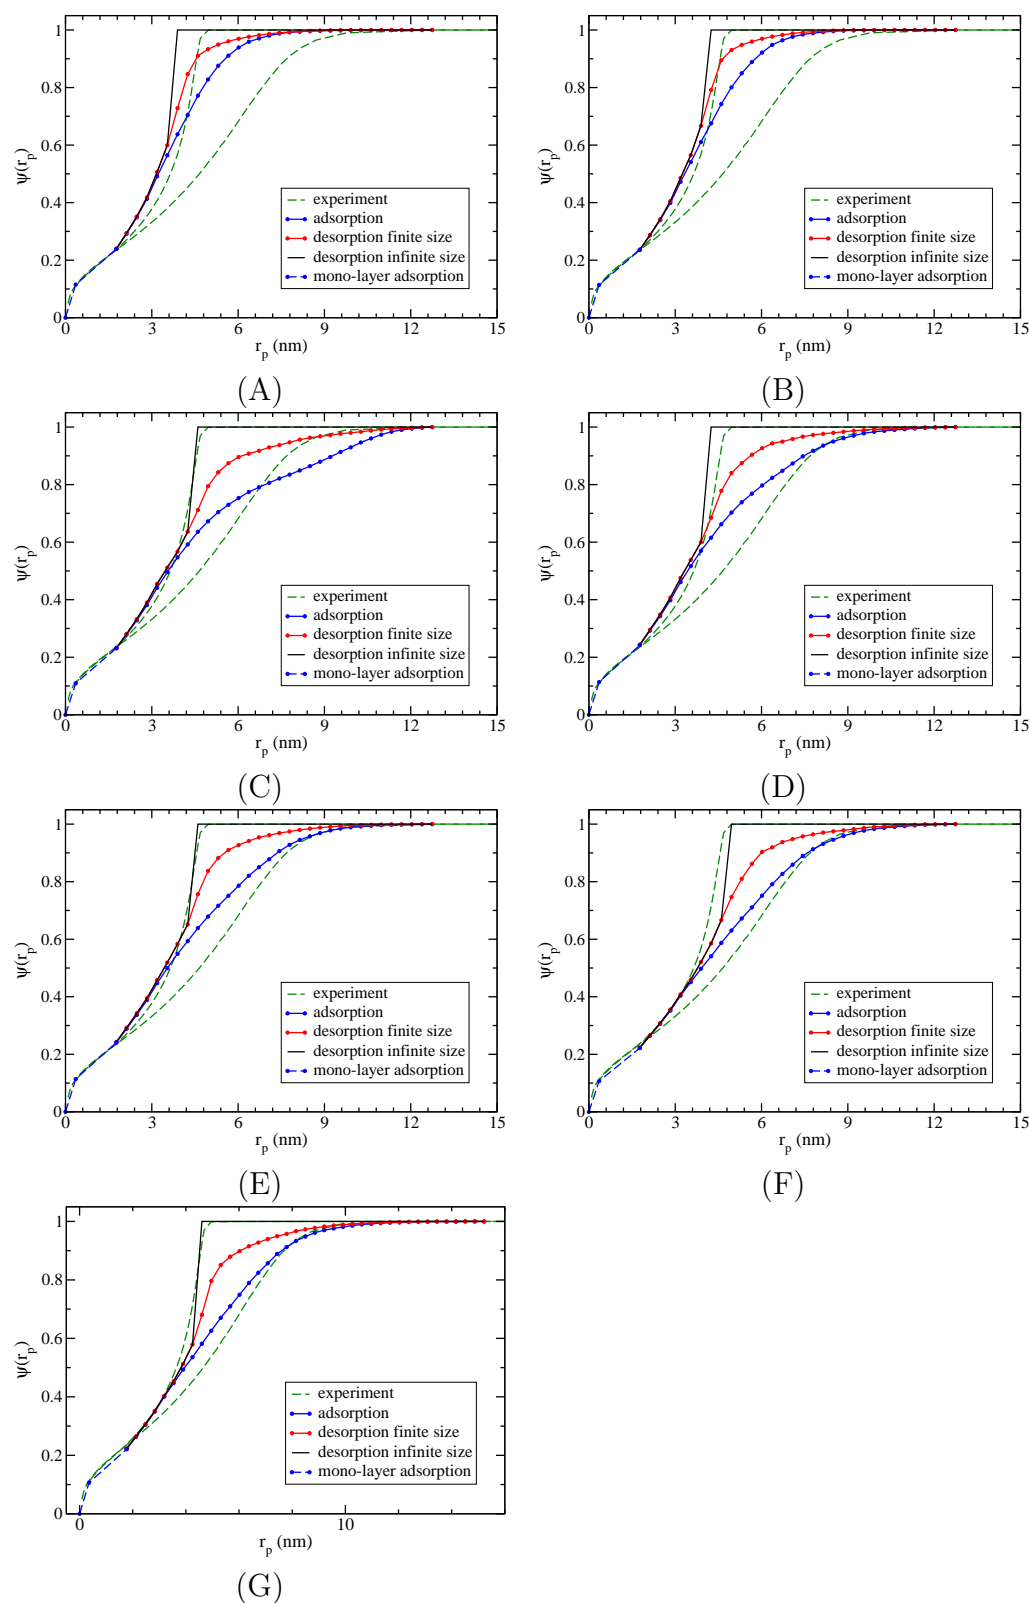 1
0.8
0.6
0.4
0.2
0
ψ(r_p)
experiment
adsorption
desorption finite size
desorption infinite size
mono-layer adsorption
0 3 6 9 12 15
r_p (nm)
(A)
1
0.8
0.6
0.4
0.2
0
ψ(r_p)
experiment
adsorption
desorption finite size
desorption infinite size
mono-layer adsorption
0 3 6 9 12 15
r_p (nm)
(B)
1
0.8
0.6
0.4
0.2
0
ψ(r_p)
experiment
adsorption
desorption finite size
desorption infinite size
mono-layer adsorption
0 3 6 9 12 15
r_p (nm)
(C)
1
0.8
0.6
0.4
0.2
0
ψ(r_p)
experiment
adsorption
desorption finite size
desorption infinite size
mono-layer adsorption
0 3 6 9 12 15
r_p (nm)
(D)
1
0.8
0.6
0.4
0.2
0
ψ(r_p)
experiment
adsorption
desorption finite size
desorption infinite size
mono-layer adsorption
0 3 6 9 12 15
r_p (nm)
(E)
1
0.8
0.6
0.4
0.2
0
ψ(r_p)
experiment
adsorption
desorption finite size
desorption infinite size
mono-layer adsorption
0 3 6 9 12 15
r_p (nm)
(F)
1
0.8
0.6
0.4
0.2
0
ψ(r_p)
experiment
adsorption
desorption finite size
desorption infinite size
mono-layer adsorption
0 10
r_p (nm)
(G)